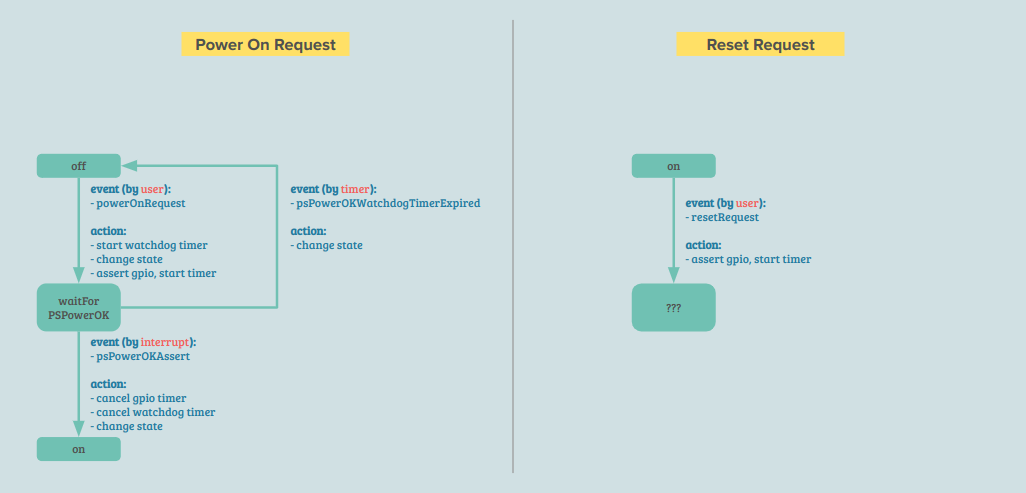 Power On Request
off
event (by user):
- powerOnRequest
action:
- start watchdog timer
- change state
- assert gpio, start timer
event (by timer):
- psPowerOKWatchdogTimerExpired
action:
- change state
waitFor
PSPowerOK
event (by interrupt):
- psPowerOKAssert
action:
- cancel gpio timer
- cancel watchdog timer
- change state
on
Reset Request
on
event (by user):
- resetRequest
action:
- assert gpio, start timer
???